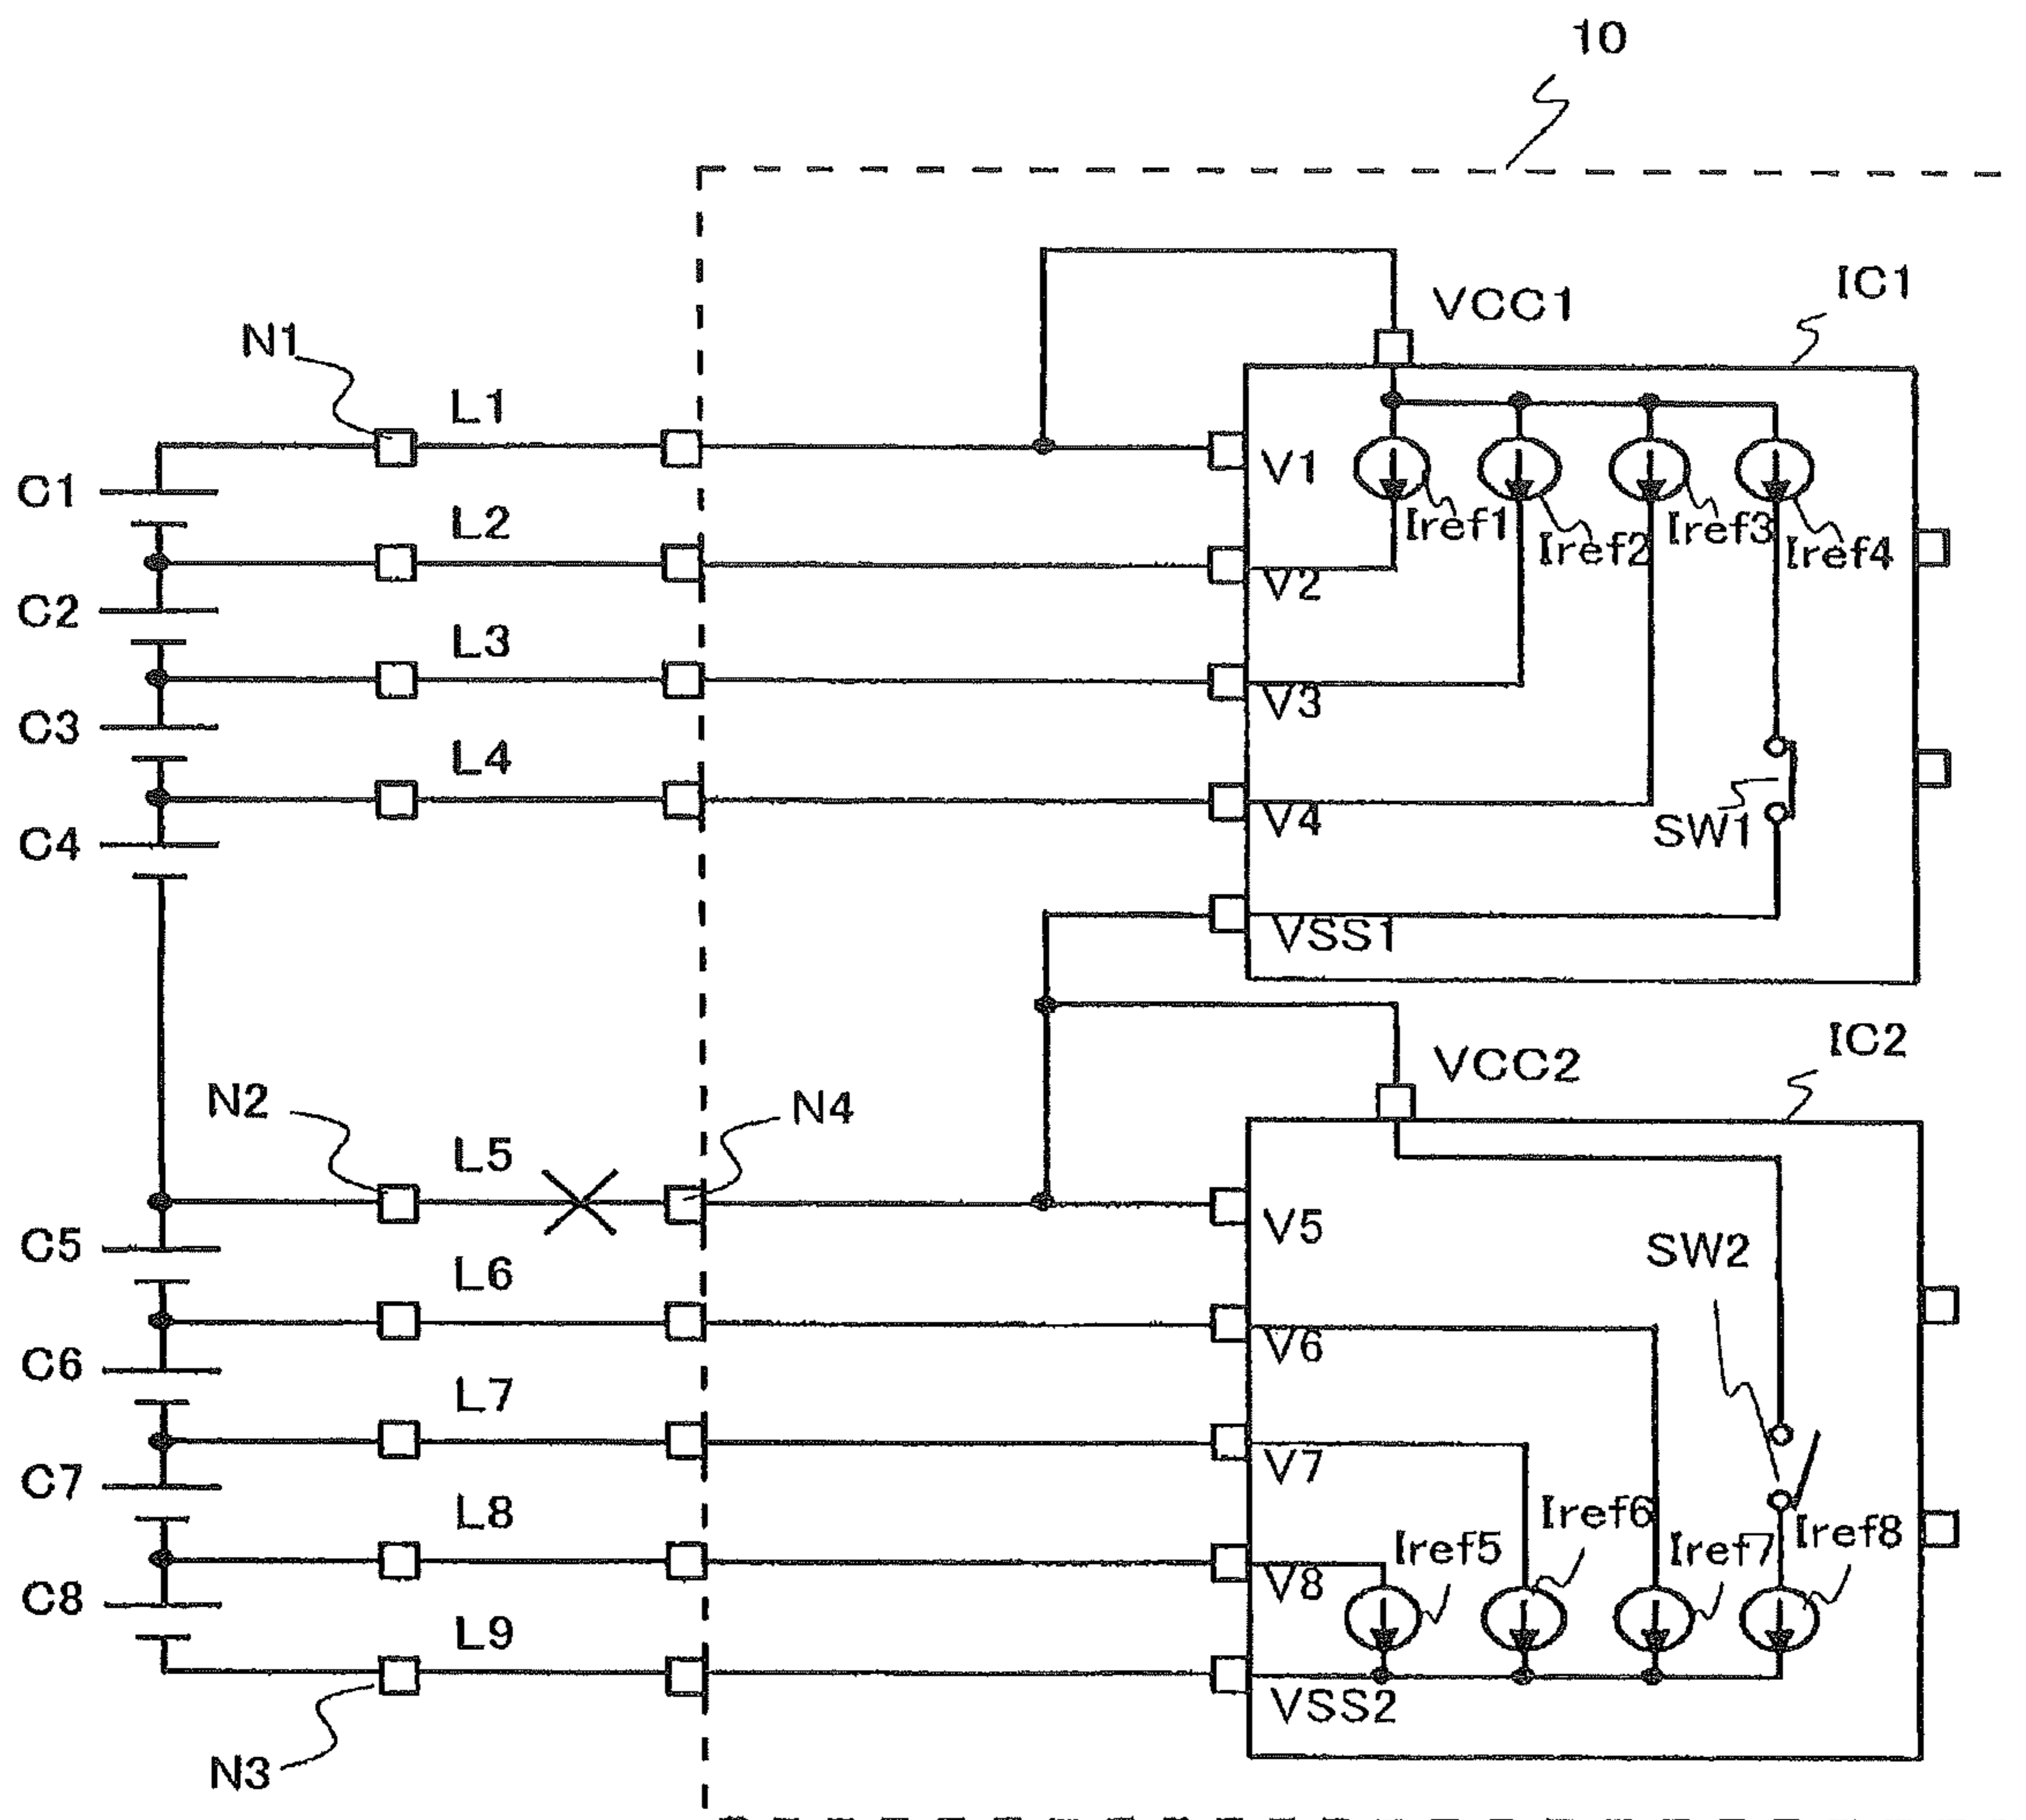 10
VCC1
IC1
N1
L1
C1
V1
Iref1
Iref2
Iref3
Iref4
L2
V2
C2
L3
V3
C3
L4
V4
SW1
C4
VSS1
VCC2
IC2
N2
N4
L5
V5
SW2
C5
L6
V6
C6
L7
V7
C7
L8
V8
Iref5
Iref6
Iref7
Iref8
C8
L9
VSS2
N3